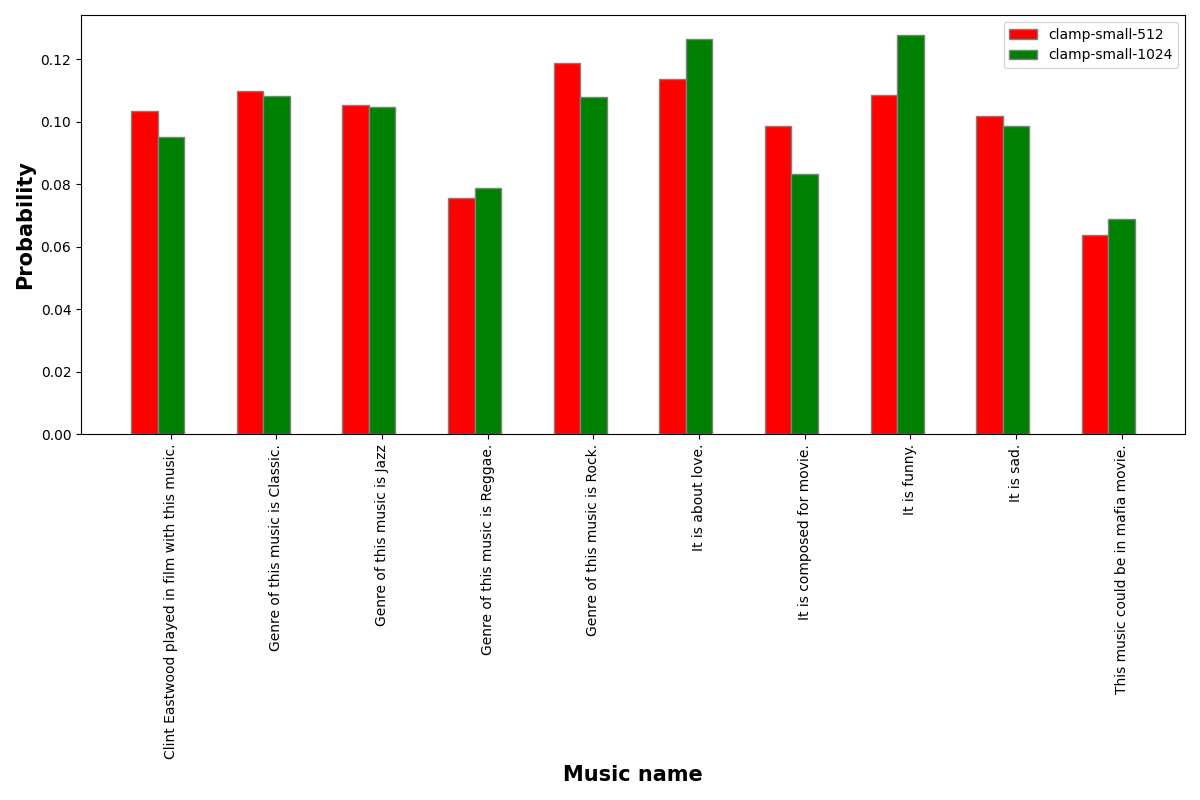 clamp-small-512
clamp-small-1024
Probability
0.12
0.10
0.08
0.06
0.04
0.02
0.00
Clint Eastwood played in film with this music.
Genre of this music is Classic.
Genre of this music is Jazz
Genre of this music is Reggae.
Genre of this music is Rock.
It is about love.
It is composed for movie.
It is funny.
It is sad.
This music could be in mafia movie.
Music name